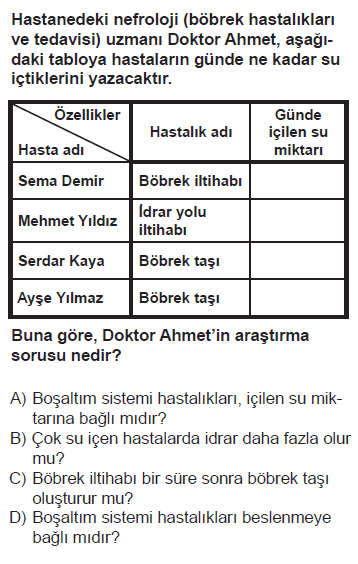 Hastanedeki nefroloji (böbrek hastalıkları
ve tedavisi) uzmanı Doktor Ahmet, aşağı-
daki tabloya hastaların günde ne kadar su
içtiklerini yazacaktır.
Özellikler
Hasta adı
Hastalık adı
Günde
içilen su
miktarı
Sema Demir
Böbrek iltihabı
Mehmet Yıldız
İdrar yolu
iltihabı
Serdar Kaya
Böbrek taşı
Ayşe Yılmaz
Böbrek taşı
Buna göre, Doktor Ahmet'in araştırma
sorusu nedir?
A) Boşaltım sistemi hastalıkları, içilen su mik-
tarına bağlı mıdır?
B) Çok su içen hastalarda idrar daha fazla olur
mu?
C) Böbrek iltihabı bir süre sonra böbrek taşı
oluşturur mu?
D) Boşaltım sistemi hastalıkları beslenmeye
bağlı mıdır?